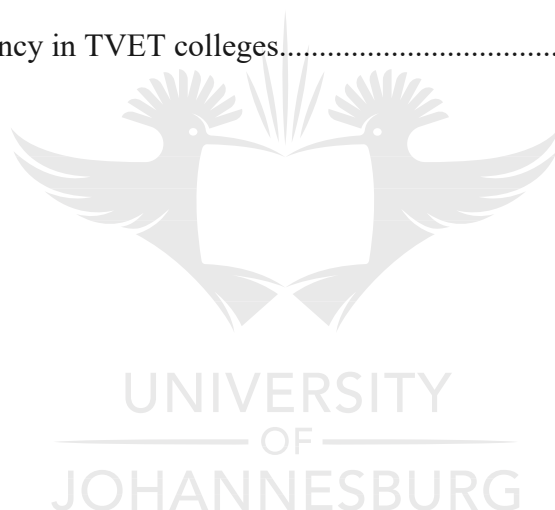 ncy in TVET colleges..................................
UNIVERSITY
OF
JOHANNESBURG